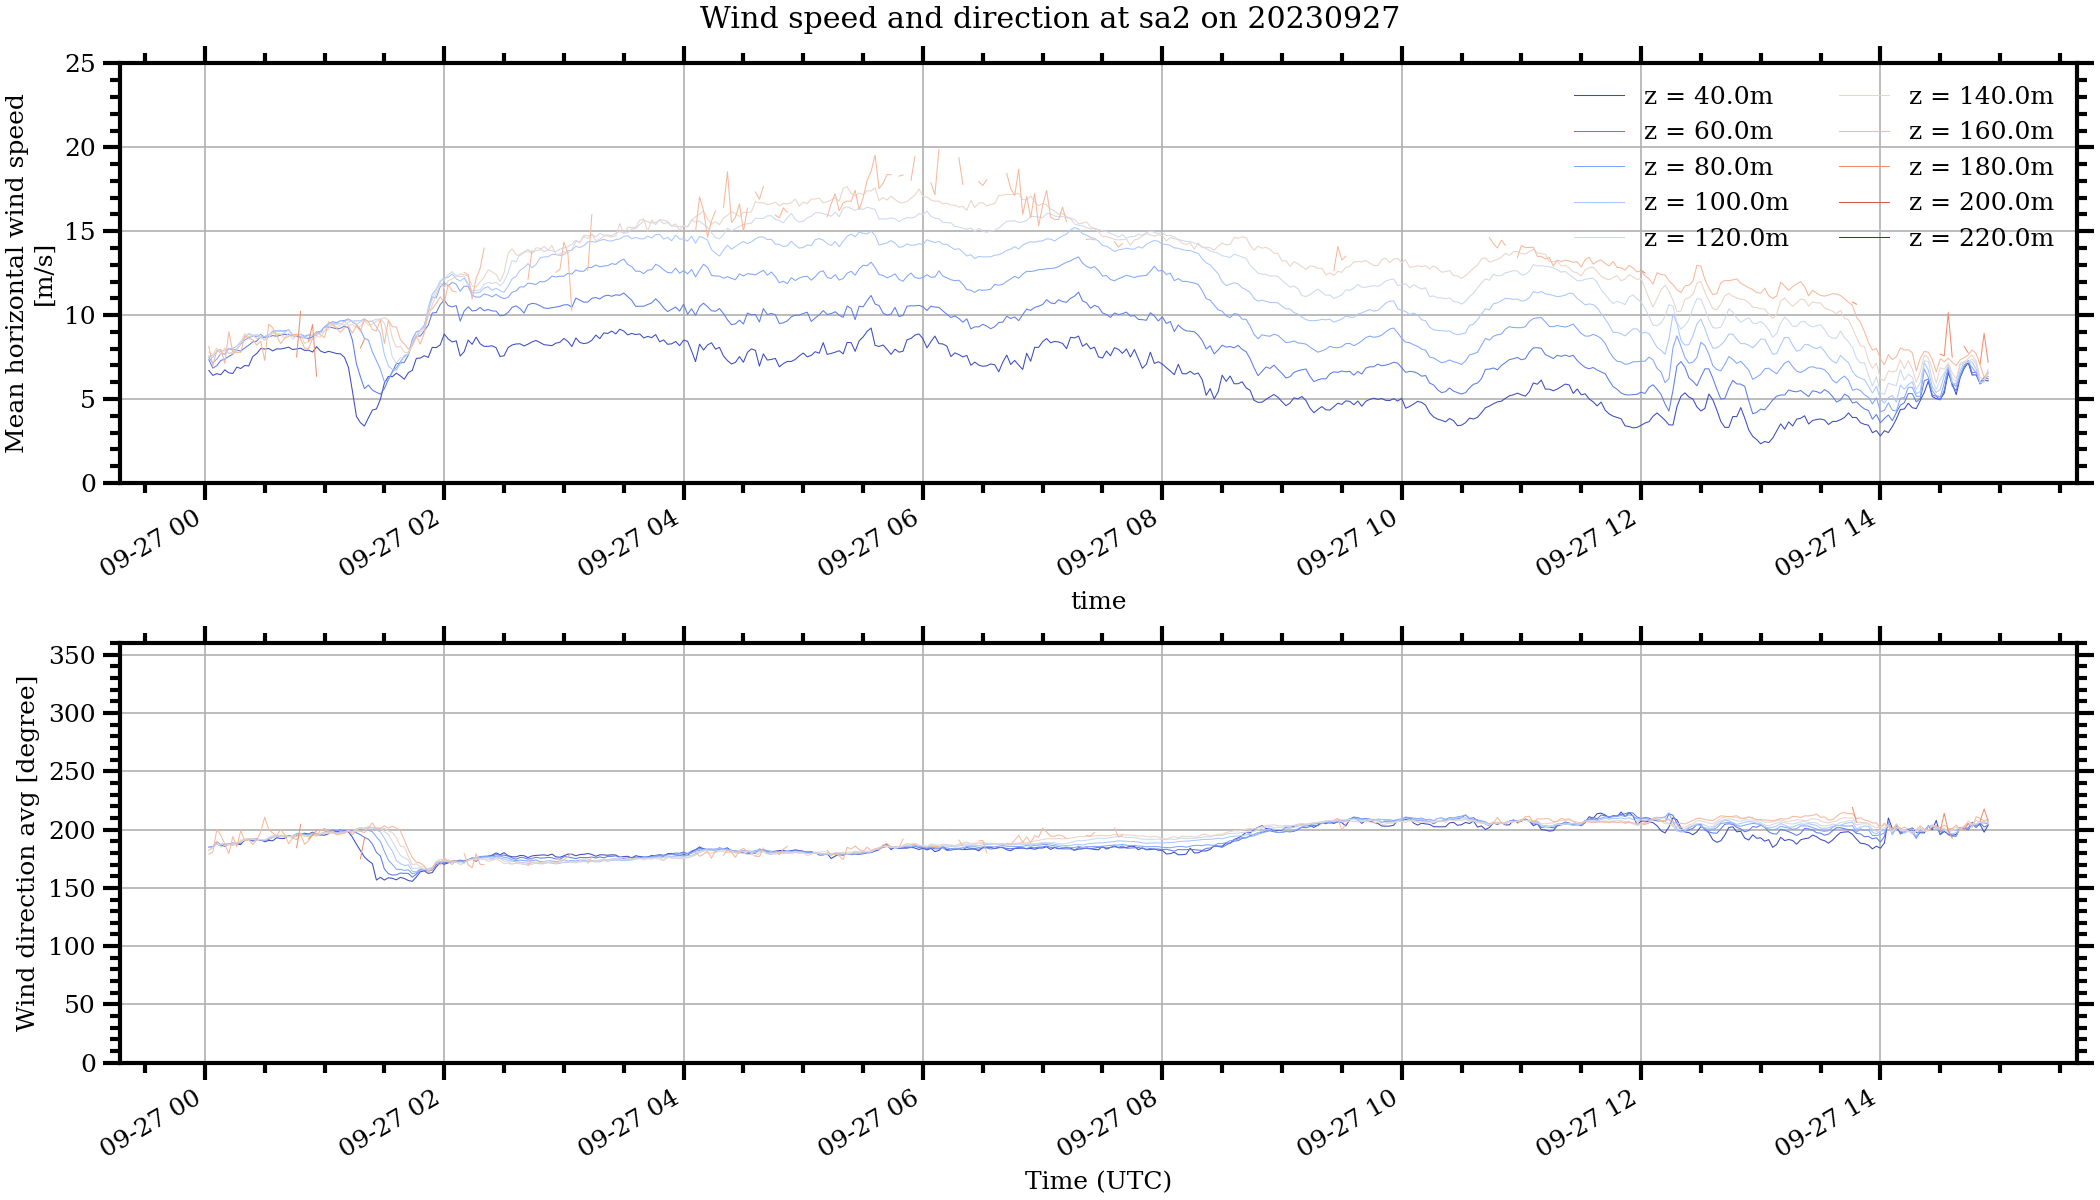 Wind speed and direction at sa2 on 20230927
Mean horizontal wind speed
[m/s]
25
20
15
10
5
0
z = 40.0m
z = 60.0m
z = 80.0m
z = 100.0m
z = 120.0m
z = 140.0m
z = 160.0m
z = 180.0m
z = 200.0m
z = 220.0m
09-27 00
09-27 02
09-27 04
09-27 06
09-27 08
09-27 10
09-27 12
09-27 14
time
Wind direction avg [degree]
350
300
250
200
150
100
50
0
09-27 00
09-27 02
09-27 04
09-27 06
09-27 08
09-27 10
09-27 12
09-27 14
Time (UTC)